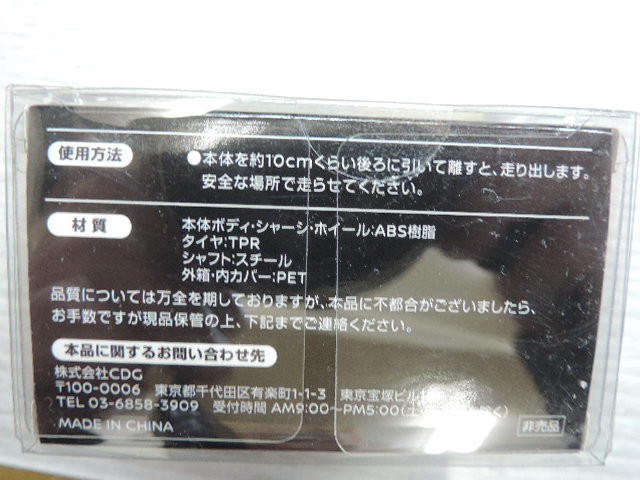 使用方法
●本体を約10cmくらい後ろに引いて離すと、走り出します。
安全な場所で走らせてください。
材質
本体ボディ・シャーシ・ホイール:ABS樹脂
タイヤ:TPR
シャフト:スチール
外箱・内カバー:PET
品質については万全を期しておりますが、本品に不都合がございましたら、
お手数ですが現品保管の上、下記までご連絡ください。
本品に関するお問い合わせ先
株式会社CDG
〒100-0006 東京都千代田区有楽町1-1-3 東京宝塚ビル
TEL 03-6858-3909 受付時間 AM9:00~PM5:00(土 く)
MADE IN CHINA
非売品